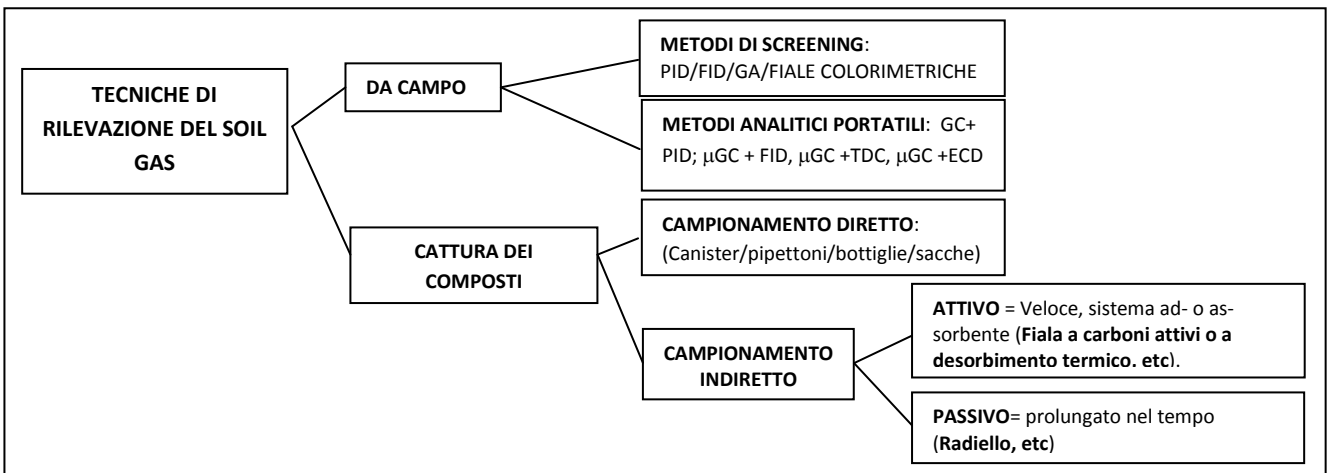 TECNICHE DI
RILEVAZIONE DEL SOIL
GAS
DA CAMPO
METODI DI SCREENING:
PID/FID/GA/FIALE COLORIMETRICHE
METODI ANALITICI PORTATILI: GC+
PID; µGC + FID, µGC +TDC, µGC +ECD
CATTURA DEI
COMPOSTI
CAMPIONAMENTO DIRETTO:
(Canister/pipettoni/bottiglie/sacche)
CAMPIONAMENTO
INDIRETTO
ATTIVO = Veloce, sistema ad- o as-
sorbente (Fiala a carboni attivi o a
desorbimento termico, etc).
PASSIVO= prolungato nel tempo
(Radiello, etc)